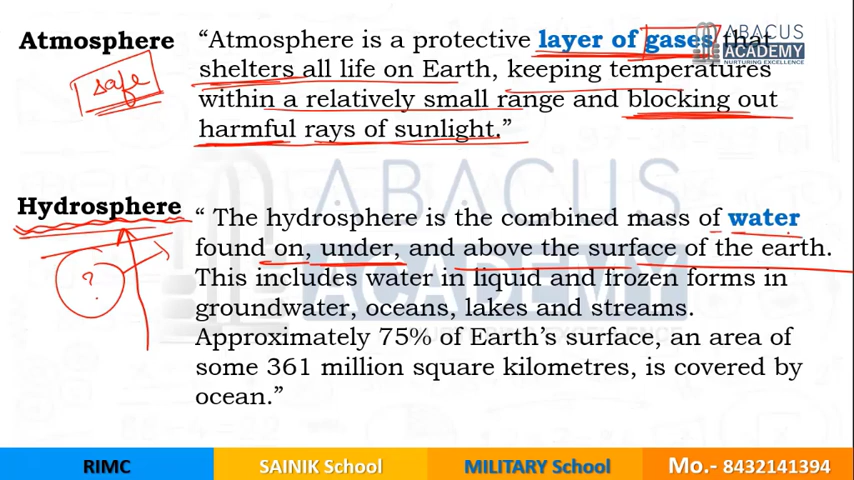 ABACUS
ACADEMY
NURTURING EXCELLENCE
Atmosphere “Atmosphere is a protective layer of gases that
shelters all life on Earth, keeping temperatures
safe
within a relatively small range and blocking out
harmful rays of sunlight.”
ABACUS
ACADEMY
Hydrosphere “ The hydrosphere is the combined mass of water
found on, under, and above the surface of the earth.
?
This includes water in liquid and frozen forms in
groundwater, oceans, lakes and streams.
Approximately 75% of Earth’s surface, an area of
some 361 million square kilometres, is covered by
ocean.”
RIMC SAINIK School MILITARY School Mo.- 8432141394